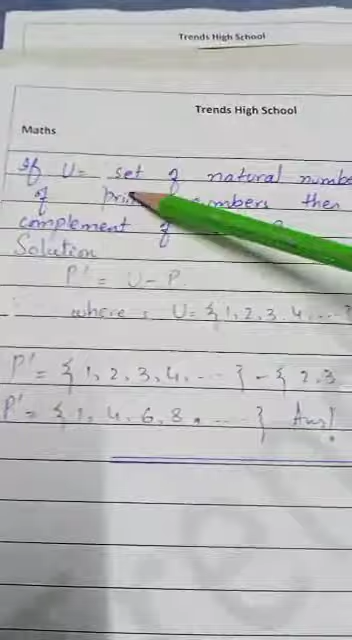 Trends High School
Trends High School
Maths
If U = set of natural numbe
of numbers then
complement of
Solution
P' = U - P.
where : U = { 1, 2, 3, 4, ... }
P' = { 1, 2, 3, 4, ... } - { 2, 3
P' = { 1, 4, 6, 8, ... } Ans!